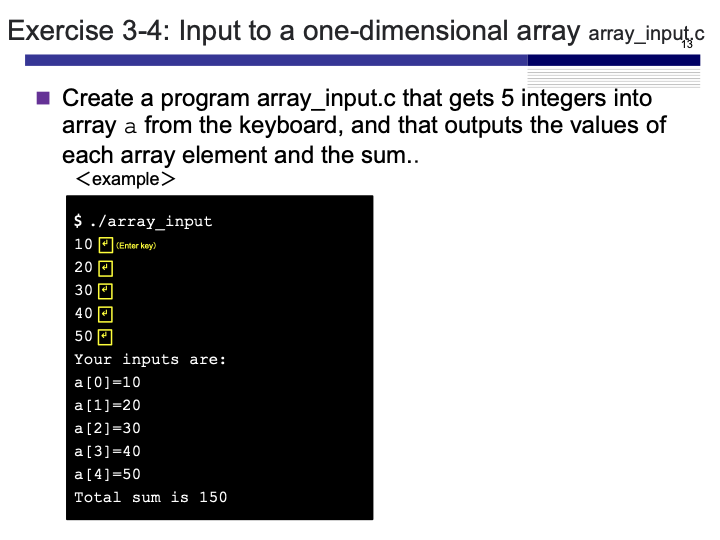 Exercise 3-4: Input to a one-dimensional array array_input.c
13
Create a program array_input.c that gets 5 integers into
array a from the keyboard, and that outputs the values of
each array element and the sum..
＜example＞
$ ./array_input
10 ↵ (Enter key)
20 ↵
30 ↵
40 ↵
50 ↵
Your inputs are:
a[0]=10
a[1]=20
a[2]=30
a[3]=40
a[4]=50
Total sum is 150